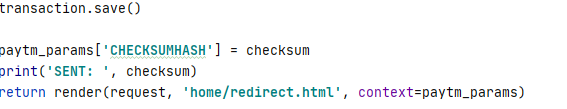 transaction.save()
paytm_params['CHECKSUMHASH'] = checksum
print('SENT: ', checksum)
return render(request, 'home/redirect.html', context=paytm_params)